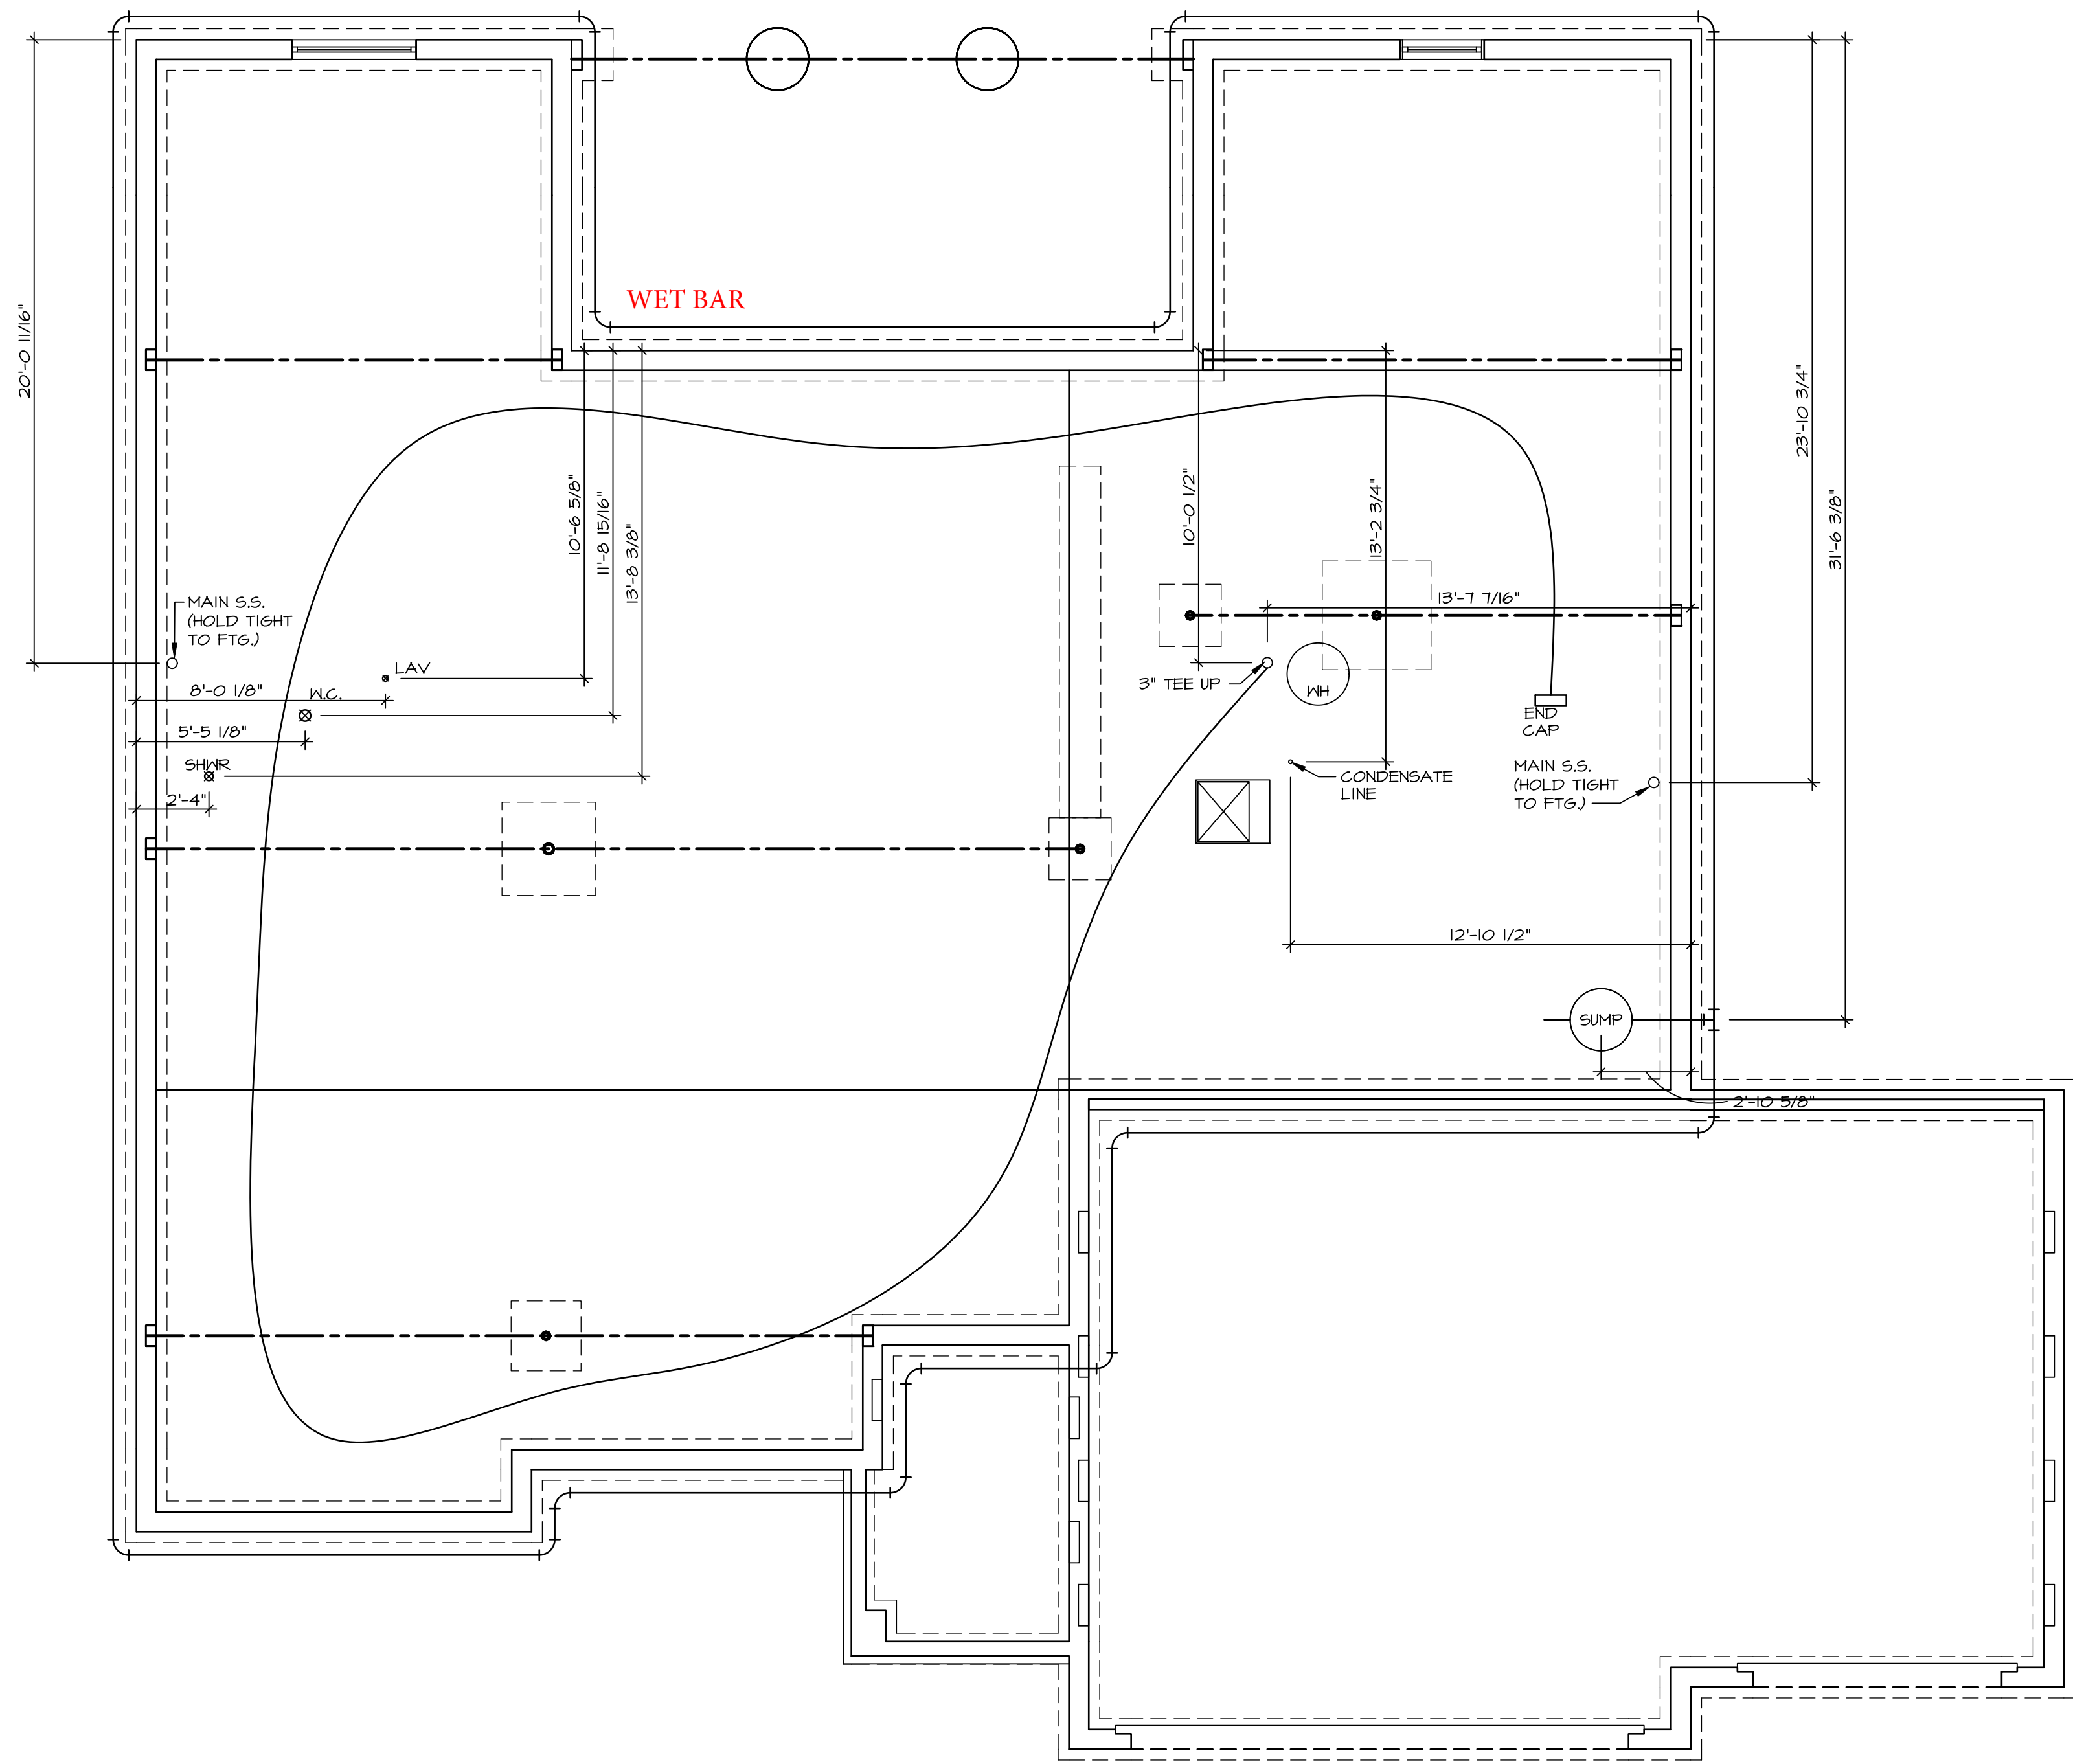 WET BAR
20'-0 11/16"
23'-10 3/4"
31'-6 3/8"
10'-6 5/8"
11'-8 15/16"
13'-8 3/8"
10'-0 1/2"
13'-2 3/4"
13'-7 7/16"
MAIN S.S.
(HOLD TIGHT
TO FTG.)
LAV
8'-0 1/8"
W.C.
5'-5 1/8"
SHWR
2'-4"
3" TEE UP
WH
END
CAP
CONDENSATE
LINE
MAIN S.S.
(HOLD TIGHT
TO FTG.)
12'-10 1/2"
SUMP
2'-10 5/8"